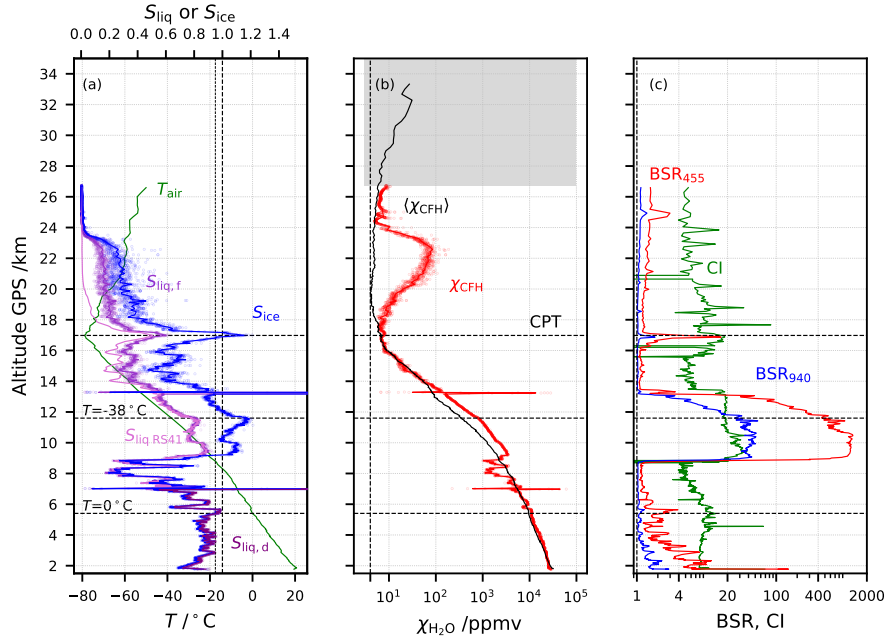 S_liq or S_ice
0.0 0.2 0.4 0.6 0.8 1.0 1.2 1.4
Altitude GPS /km
34
32
30
28
26
24
22
20
18
16
14
12
10
8
6
4
2
(a)
T_air
S_liq, f
S_ice
T=-38°C
S_liq RS41
T=0°C
S_liq, d
−80 −60 −40 −20 0 20
T /°C
(b)
⟨χ_CFH⟩
χ_CFH
CPT
10^1 10^2 10^3 10^4 10^5
χ_H₂O /ppmv
(c)
BSR_455
CI
BSR_940
1 4 20 100 400 2000
BSR, CI